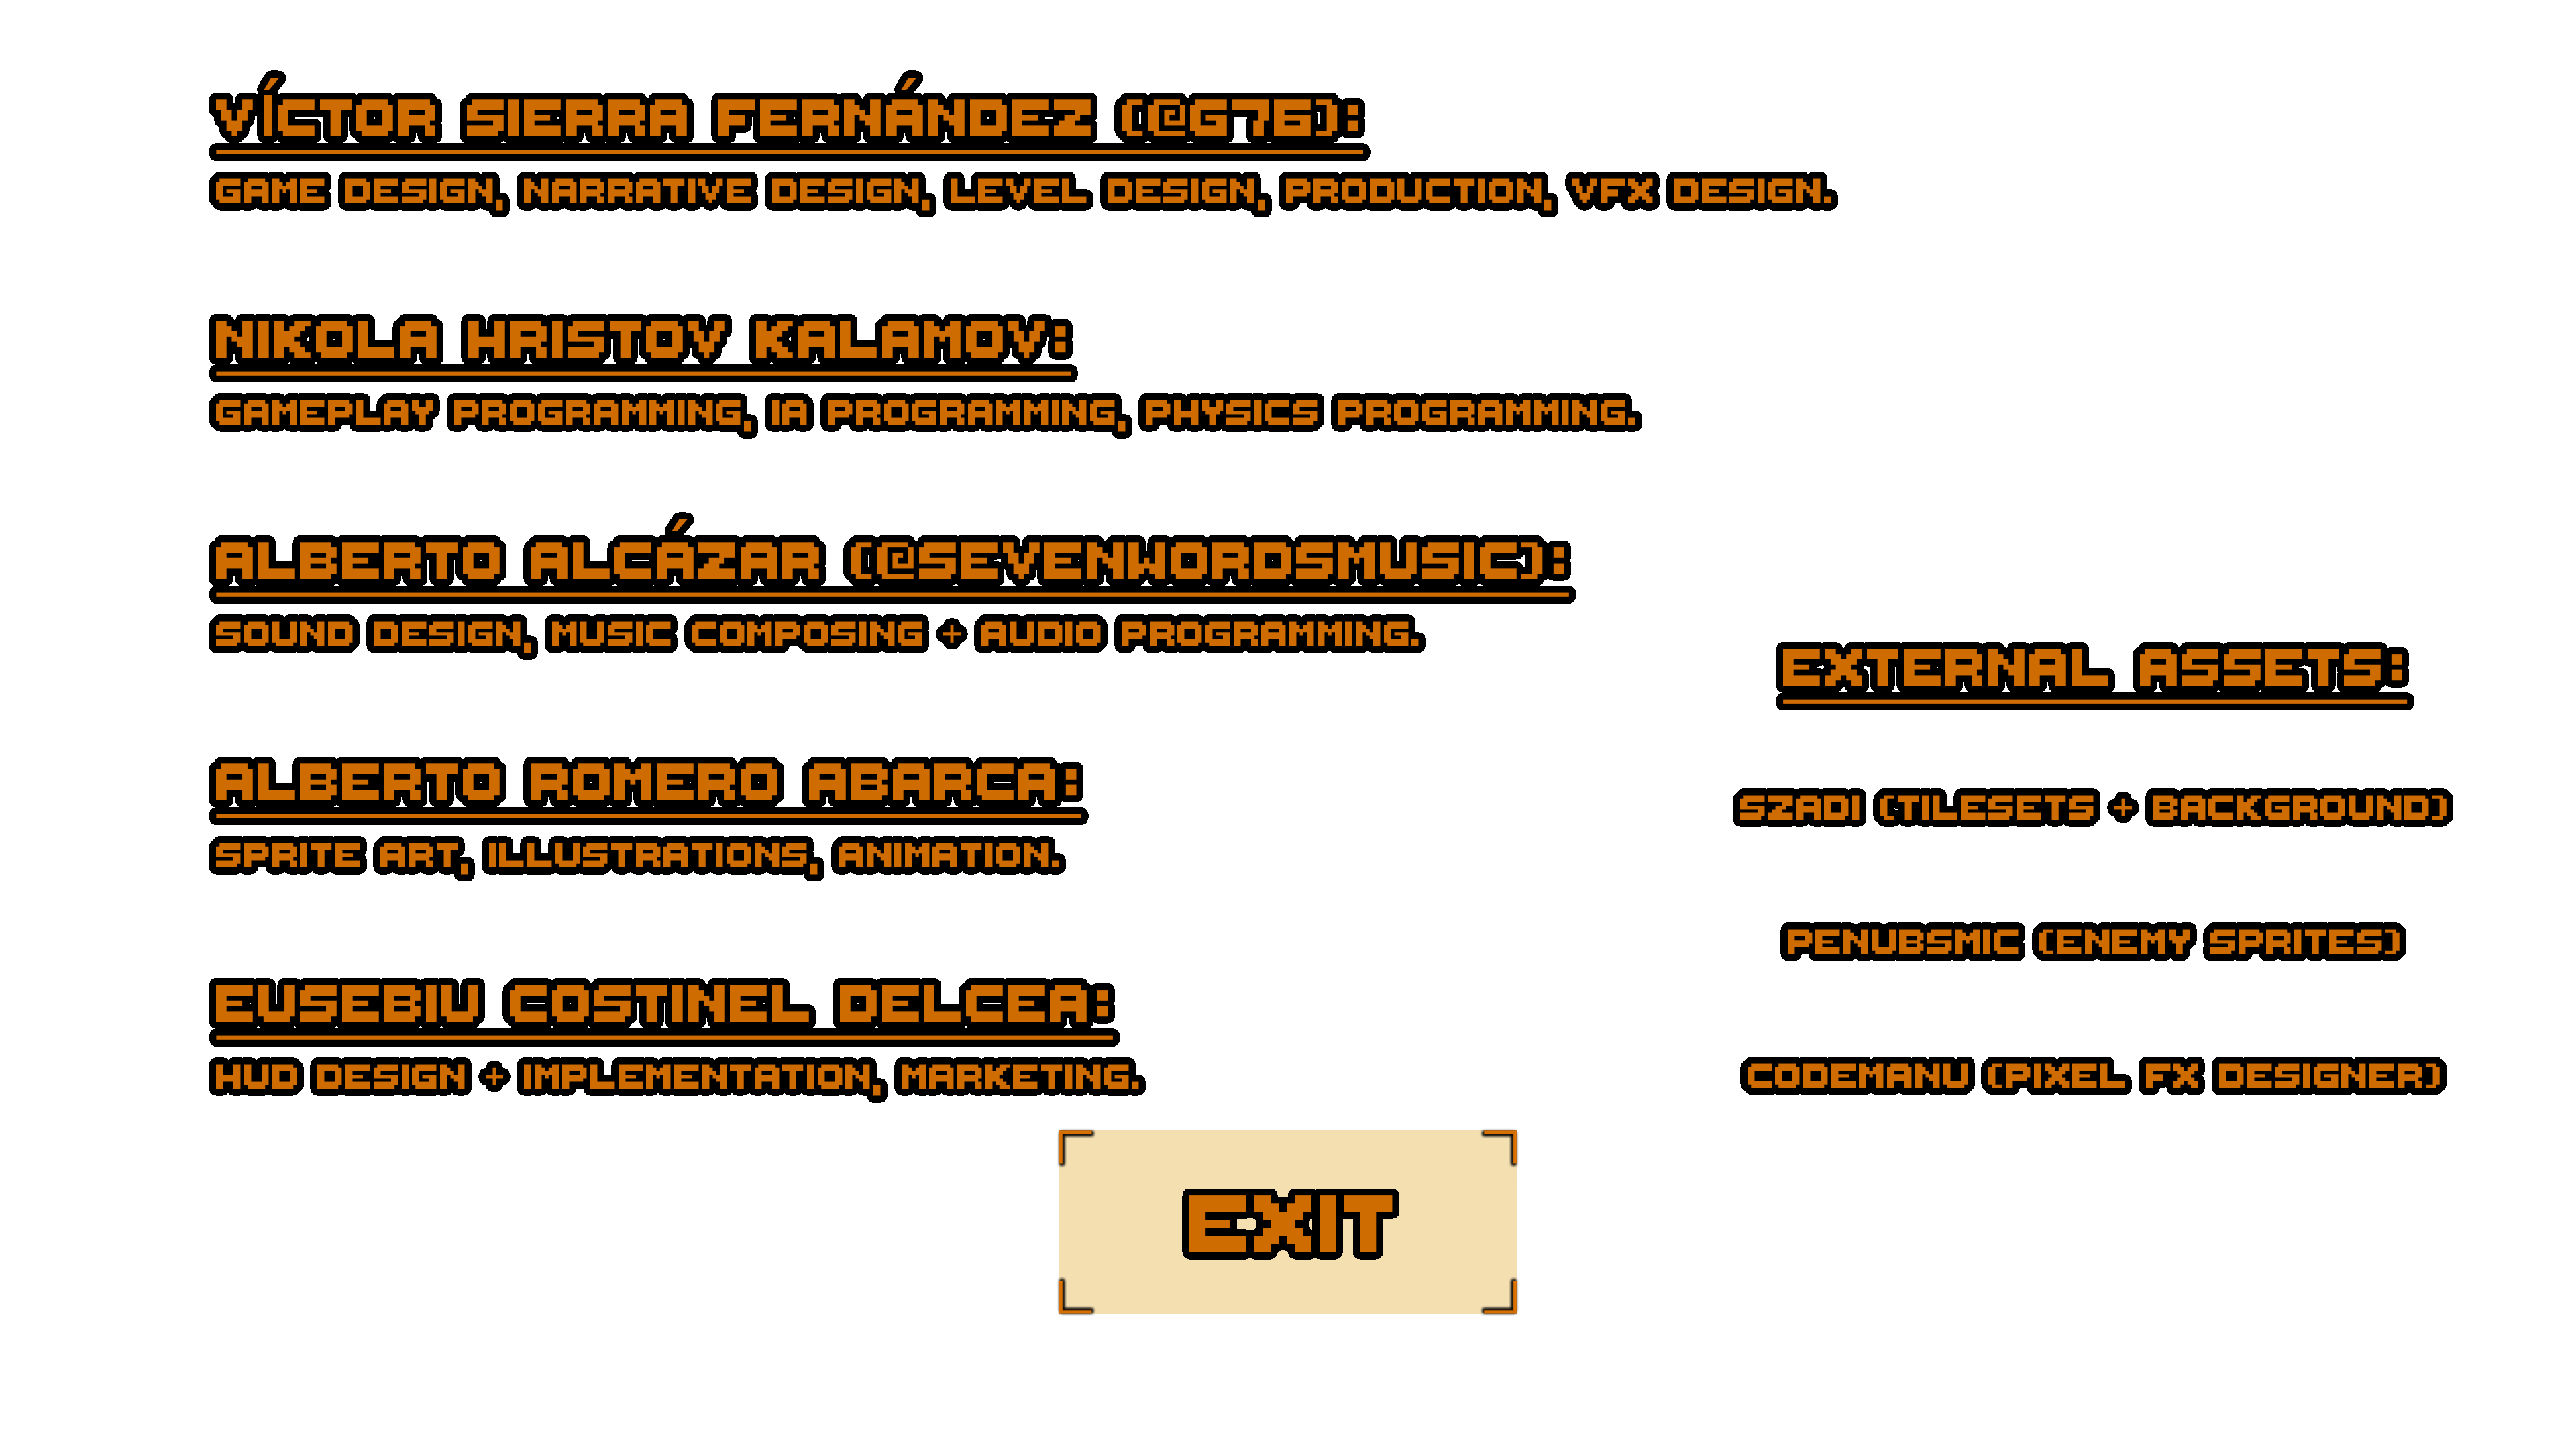 VÍCTOR SIERRA FERNÁNDEZ (@G76):
GAME DESIGN, NARRATIVE DESIGN, LEVEL DESIGN, PRODUCTION, VFX DESIGN.
NIKOLA HRISTOV KALAMOV:
GAMEPLAY PROGRAMMING, IA PROGRAMMING, PHYSICS PROGRAMMING.
ALBERTO ALCÁZAR (@SEVENWORDSMUSIC):
SOUND DESIGN, MUSIC COMPOSING + AUDIO PROGRAMMING.
ALBERTO ROMERO ABARCA:
SPRITE ART, ILLUSTRATIONS, ANIMATION.
EUSEBIU COSTINEL DELCEA:
HUD DESIGN + IMPLEMENTATION, MARKETING.
EXTERNAL ASSETS:
SZADI (TILESETS + BACKGROUND)
PENUBSMIC (ENEMY SPRITES)
CODEMANU (PIXEL FX DESIGNER)
EXIT